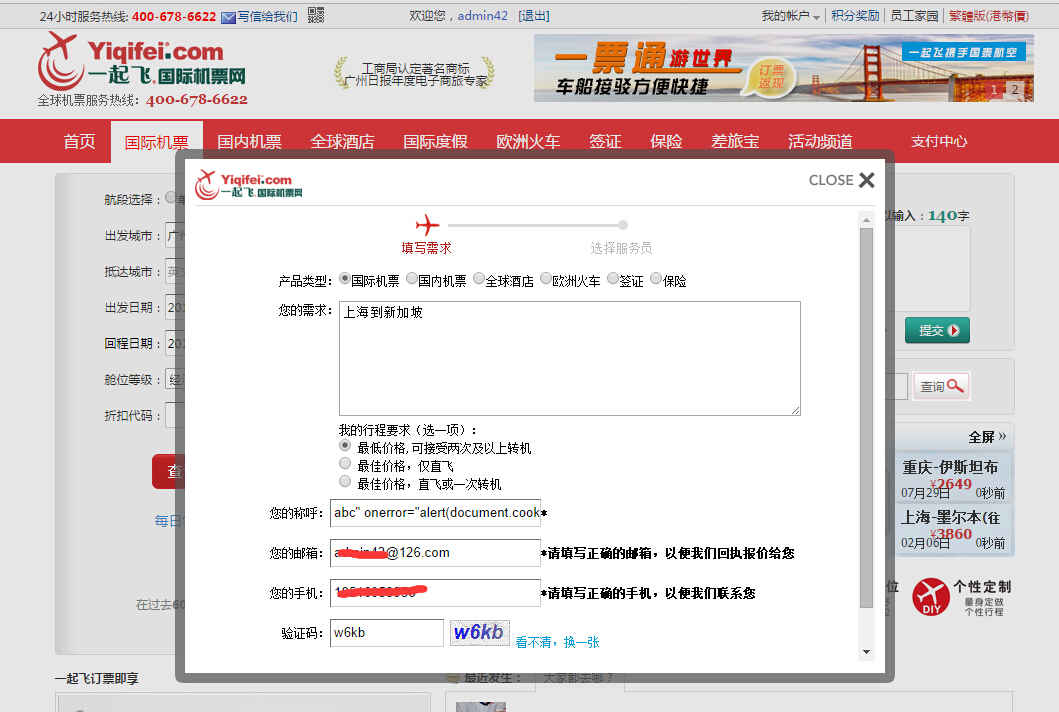 24小时服务热线: 400-678-6622 写信给我们
欢迎您，admin42 [退出]
我的帐户 积分奖励 员工家园 繁體版(港幣價)
Yiqifei.com
一起飞.国际机票网
全球机票服务热线：400-678-6622
工商局认定著名商标
广州日报年度电子商旅专家
一票通游世界
车船接驳方便快捷
订票
返现
一起飞携手国泰航空
1 2
首页 国际机票 国内机票 全球酒店 国际度假 欧洲火车 签证 保险 差旅宝 活动频道 支付中心
Yiqifei.com
一起飞.国际机票网
CLOSE
填写需求
选择服务员
产品类型: 国际机票 国内机票 全球酒店 欧洲火车 签证 保险
您的需求:
上海到新加坡
我的行程要求（选一项）:
最低价格,可接受两次及以上转机
最佳价格，仅直飞
最佳价格，直飞或一次转机
您的称呼:
abc" onerror="alert(document.cook
*
您的邮箱:
@126.com
*请填写正确的邮箱，以便我们回执报价给您
您的手机:
*请填写正确的手机，以便我们联系您
验证码:
w6kb
w6kb
看不清，换一张
航段选择：
出发城市：
广
抵达城市：
英
出发日期：
20
回程日期：
20
舱位等级：
经
折扣代码：
查
每日
在过去60
输入：140字
提交
查询
全屏 »
重庆-伊斯坦布
¥2649
07月29日 0秒前
上海-墨尔本(往
¥3860
02月06日 0秒前
位
DIY
个性定制
量身定做
个性行程
一起飞订票即享
最近发生：
大家都去哪？